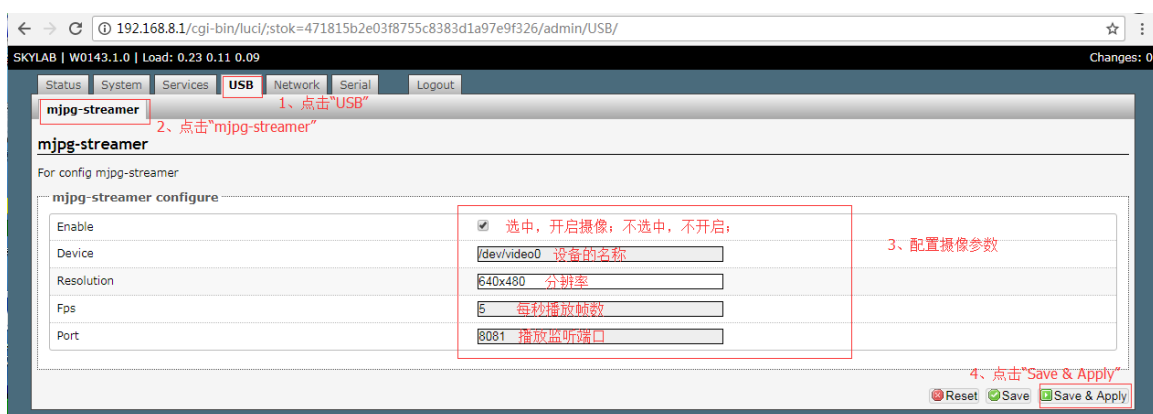 192.168.8.1/cgi-bin/luci/;stok=471815b2e03f8755c8383d1a97e9f326/admin/USB/
SKYLAB | W0143.1.0 | Load: 0.23 0.11 0.09 Changes: 0
Status System Services USB Network Serial Logout
1、点击"USB"
mjpg-streamer
2、点击"mjpg-streamer"
mjpg-streamer
For config mjpg-streamer
mjpg-streamer configure
Enable 选中，开启摄像；不选中，不开启；
3、配置摄像参数
Device /dev/video0 设备的名称
Resolution 640x480 分辨率
Fps 5 每秒播放帧数
Port 8081 播放监听端口
4、点击"Save & Apply"
Reset Save Save & Apply